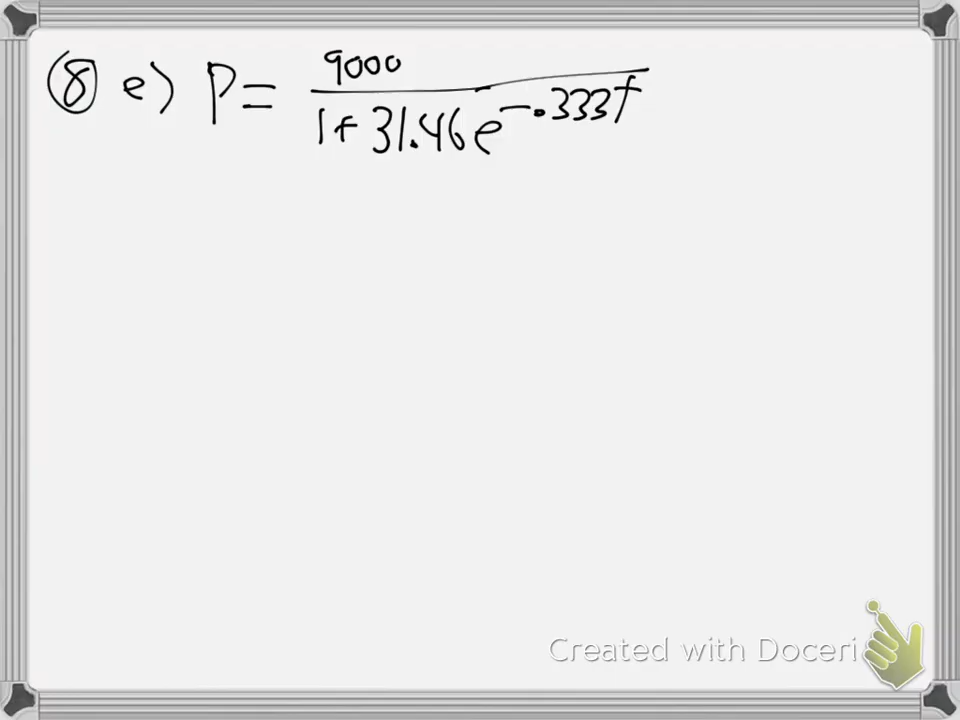 ⑧ e) P = 9000
1 + 31.46e^-.333t
Created with Doceri